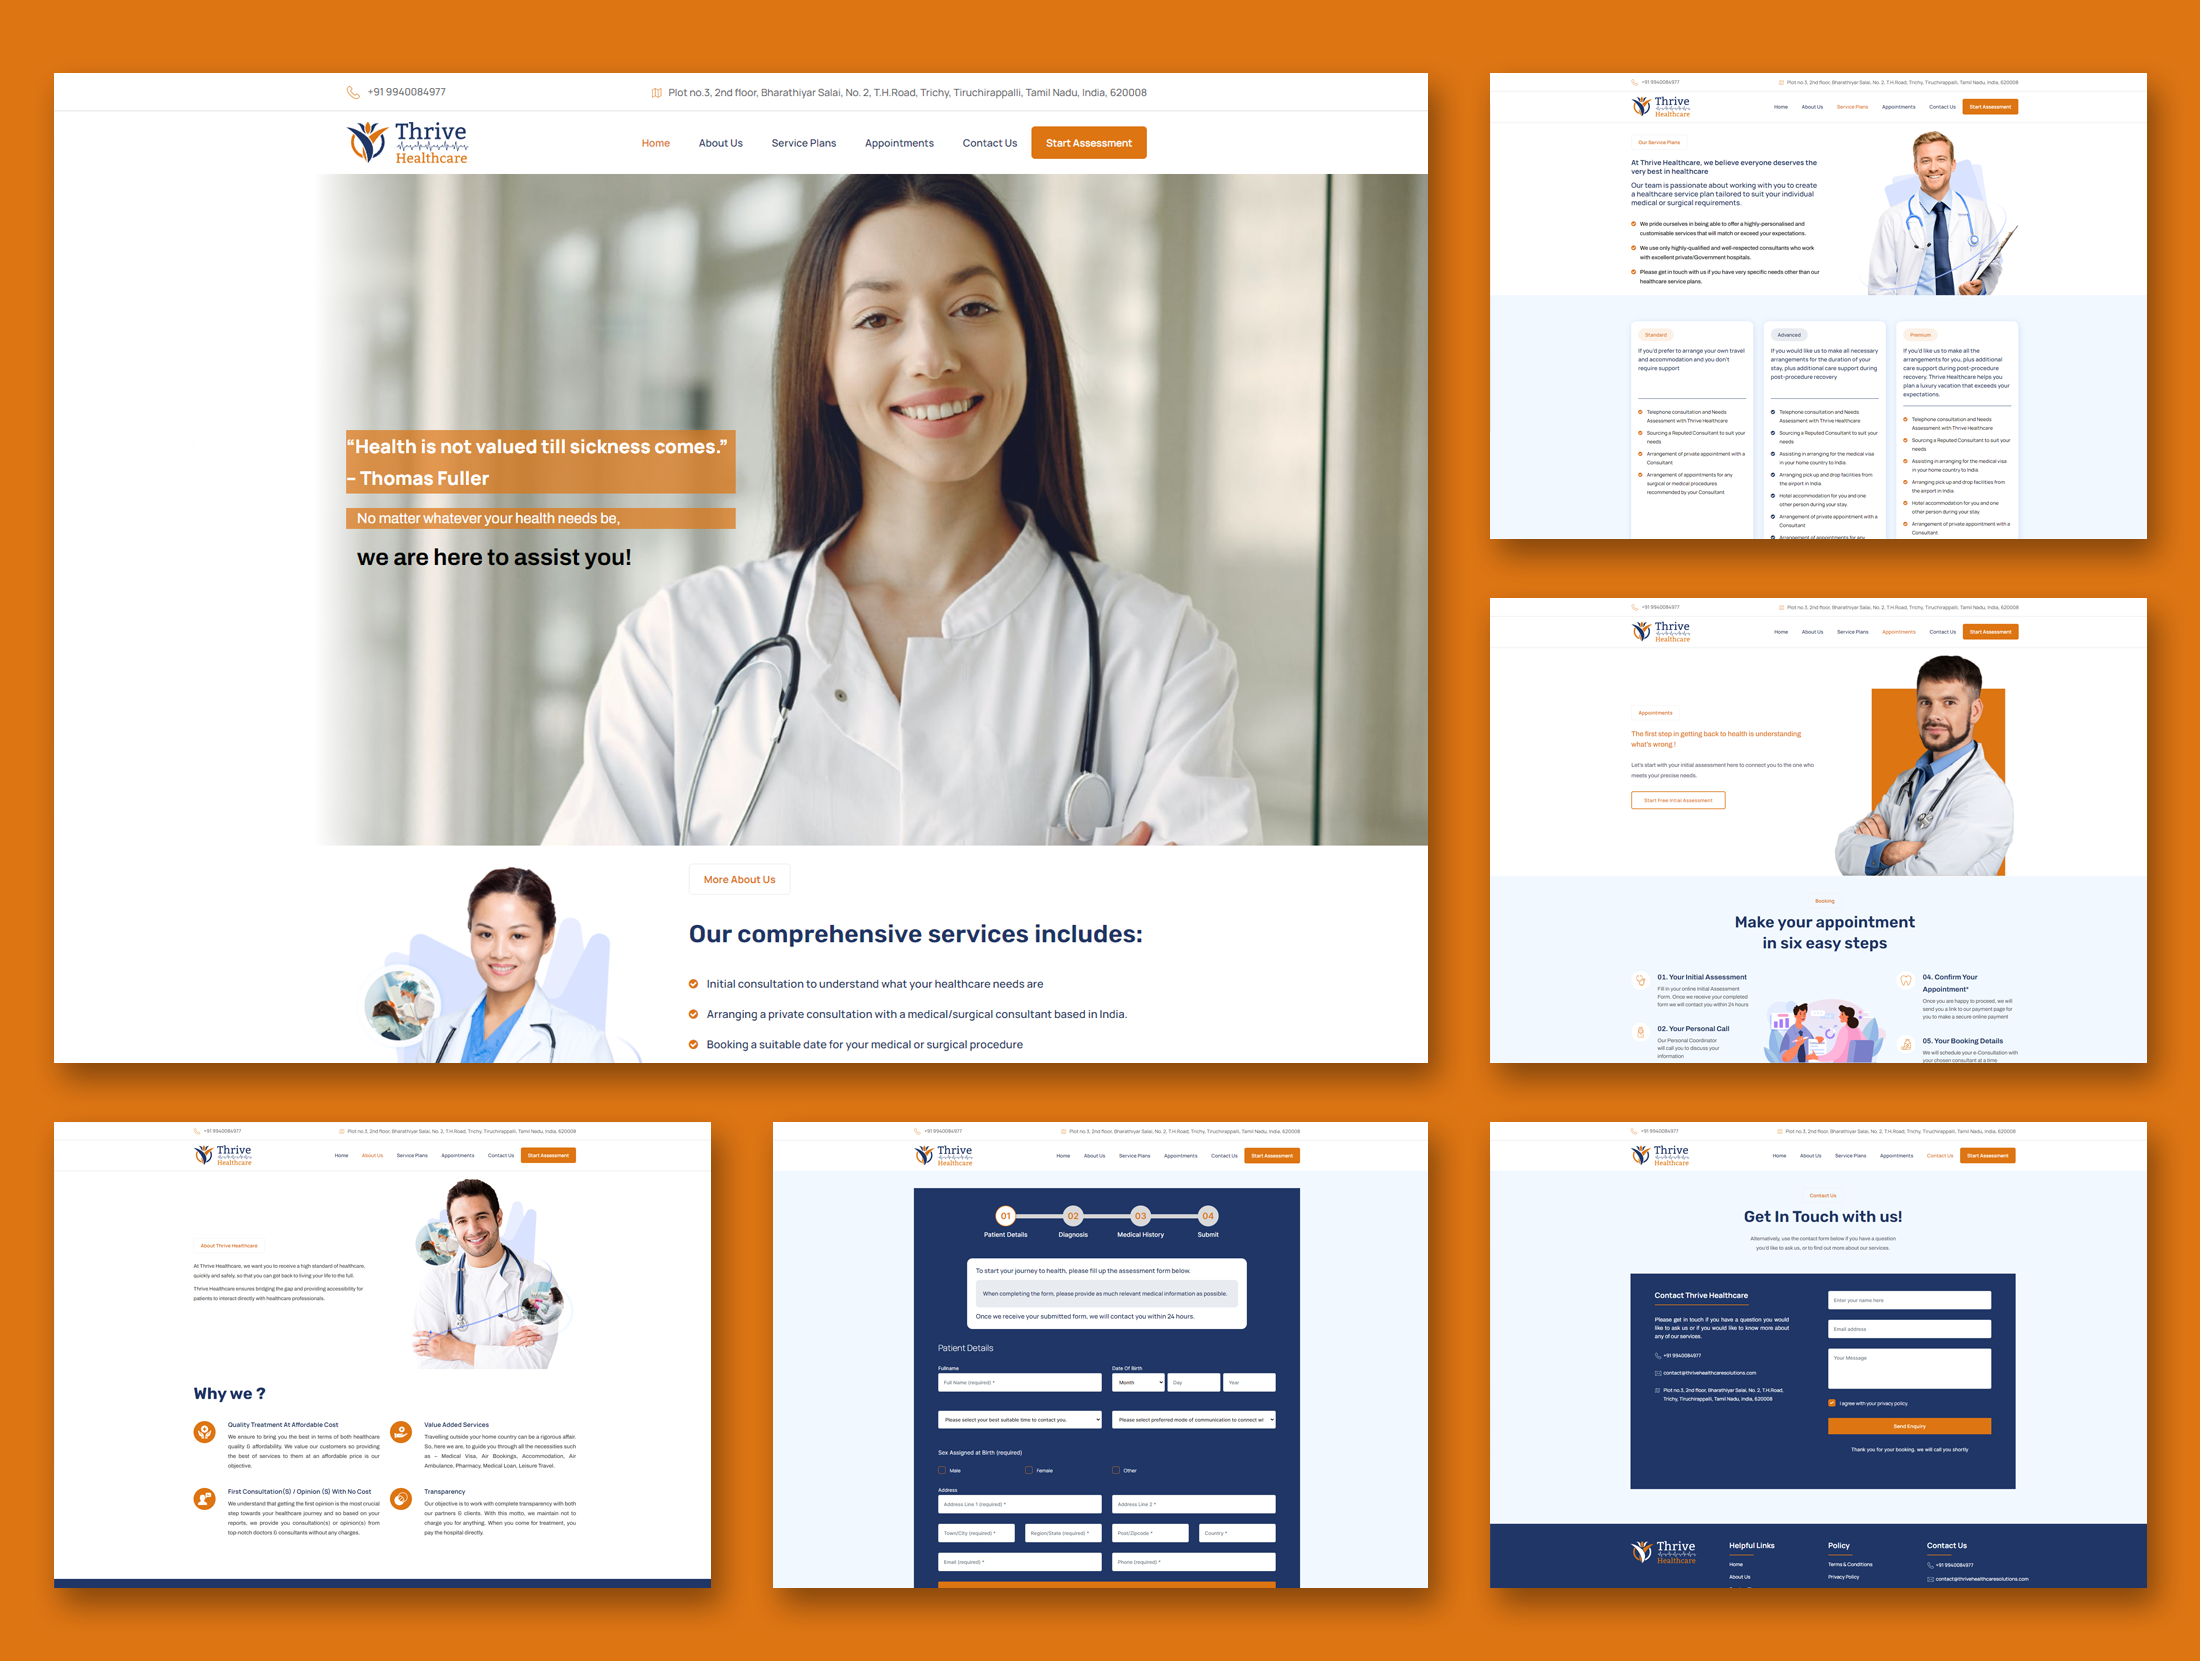 +91 9940084977
Plot no.3, 2nd floor, Bharathiyar Salai, No. 2, T.H.Road, Trichy, Tiruchirappalli, Tamil Nadu, India, 620008
Thrive
Healthcare
Home
About Us
Service Plans
Appointments
Contact Us
Start Assessment
“Health is not valued till sickness comes.”
– Thomas Fuller
No matter whatever your health needs be,
we are here to assist you!
More About Us
Our comprehensive services includes:
Initial consultation to understand what your healthcare needs are
Arranging a private consultation with a medical/surgical consultant based in India.
Booking a suitable date for your medical or surgical procedure
+91 9940084977
Plot no.3, 2nd floor, Bharathiyar Salai, No. 2, T.H.Road, Trichy, Tiruchirappalli, Tamil Nadu, India, 620008
Thrive
Healthcare
Home
About Us
Service Plans
Appointments
Contact Us
Start Assessment
Our Service Plans
At Thrive Healthcare, we believe everyone deserves the
very best in healthcare
Our team is passionate about working with you to create
a healthcare service plan tailored to suit your individual
medical or surgical requirements.
We pride ourselves in being able to offer a highly-personalised and
customisable services that will match or exceed your expectations.
We use only highly-qualified and well-respected consultants who work
with excellent private/Government hospitals.
Please get in touch with us if you have very specific needs other than our
healthcare service plans.
Standard
If you'd prefer to arrange your own travel
and accommodation and you don't
require support
Telephone consultation and Needs
Assessment with Thrive Healthcare
Sourcing a Reputed Consultant to suit your
needs
Arrangement of private appointment with a
Consultant
Arrangement of appointments for any
surgical or medical procedures
recommended by your Consultant
Advanced
If you would like us to make all necessary
arrangements for the duration of your
stay, plus additional care support during
post-procedure recovery
Telephone consultation and Needs
Assessment with Thrive Healthcare
Sourcing a Reputed Consultant to suit your
needs
Assisting in arranging for the medical visa
in your home country to India
Arranging pick up and drop facilities from
the airport in India.
Hotel accommodation for you and one
other person during your stay
Arrangement of private appointment with a
Consultant
Arrangement of appointments for any
Premium
If you'd like us to make all the
arrangements for you, plus additional
care support during post-procedure
recovery. Thrive Healthcare helps you
plan a luxury vacation that exceeds your
expectations.
Telephone consultation and Needs
Assessment with Thrive Healthcare
Sourcing a Reputed Consultant to suit your
needs
Assisting in arranging for the medical visa
in your home country to India
Arranging pick up and drop facilities from
the airport in India.
Hotel accommodation for you and one
other person during your stay
Arrangement of private appointment with a
Consultant
+91 9940084977
Plot no.3, 2nd floor, Bharathiyar Salai, No. 2, T.H.Road, Trichy, Tiruchirappalli, Tamil Nadu, India, 620008
Thrive
Healthcare
Home
About Us
Service Plans
Appointments
Contact Us
Start Assessment
Appointments
The first step in getting back to health is understanding
what's wrong !
Let's start with your initial assessment here to connect you to the one who
meets your precise needs.
Start Free Intial Assessment
Booking
Make your appointment
in six easy steps
01. Your Initial Assessment
Fill in your online Initial Assessment
Form. Once we receive your completed
form we will contact you within 24 hours
02. Your Personal Call
Our Personal Coordinator
will call you to discuss your
information
04. Confirm Your
Appointment*
Once you are happy to proceed, we will
send you a link to our payment page for
you to make a secure online payment
05. Your Booking Details
We will schedule your e-Consultation with
your chosen consultant at a time
+91 9940084977
Plot no.3, 2nd floor, Bharathiyar Salai, No. 2, T.H.Road, Trichy, Tiruchirappalli, Tamil Nadu, India, 620008
Thrive
Healthcare
Home
About Us
Service Plans
Appointments
Contact Us
Start Assessment
About Thrive Healthcare
At Thrive Healthcare, we want you to receive a high standard of healthcare,
quickly and safely, so that you can get back to living your life to the full.
Thrive Healthcare ensures bridging the gap and providing accessibility for
patients to interact directly with healthcare professionals.
Why we ?
Quality Treatment At Affordable Cost
We ensure to bring you the best in terms of both healthcare
quality & affordability. We value our customers so providing
the best of services to them at an affordable price is our
objective.
Value Added Services
Travelling outside your home country can be a rigorous affair.
So, here we are, to guide you through all the necessities such
as – Medical Visa, Air Bookings, Accommodation, Air
Ambulance, Pharmacy, Medical Loan, Leisure Travel.
First Consultation(S) / Opinion (S) With No Cost
We understand that getting the first opinion is the most crucial
step towards your healthcare journey and so based on your
reports, we provide you consultation(s) or opinion(s) from
top-notch doctors & consultants without any charges.
Transparency
Our objective is to work with complete transparency with both
our partners & clients. With this motto, we maintain not to
charge you for anything. When you come for treatment, you
pay the hospital directly.
+91 9940084977
Plot no.3, 2nd floor, Bharathiyar Salai, No. 2, T.H.Road, Trichy, Tiruchirappalli, Tamil Nadu, India, 620008
Thrive
Healthcare
Home
About Us
Service Plans
Appointments
Contact Us
Start Assessment
01
02
03
04
Patient Details
Diagnosis
Medical History
Submit
To start your journey to health, please fill up the assessment form below.
When completing the form, please provide as much relevant medical information as possible.
Once we receive your submitted form, we will contact you within 24 hours.
Patient Details
Fullname
Date Of Birth
Full Name (required) *
Month
Day
Year
Please select your best suitable time to contact you.
Please select preferred mode of communication to connect wi
Sex Assigned at Birth (required)
Male
Female
Other
Address
Address Line 1 (required) *
Address Line 2 *
Town/City (required) *
Region/State (required) *
Post/Zipcode *
Country *
Email (required) *
Phone (required) *
+91 9940084977
Plot no.3, 2nd floor, Bharathiyar Salai, No. 2, T.H.Road, Trichy, Tiruchirappalli, Tamil Nadu, India, 620008
Thrive
Healthcare
Home
About Us
Service Plans
Appointments
Contact Us
Start Assessment
Contact Us
Get In Touch with us!
Alternatively, use the contact form below if you have a question
you'd like to ask us, or to find out more about our services.
Contact Thrive Healthcare
Please get in touch if you have a question you would
like to ask us or if you would like to know more about
any of our services.
+91 9940084977
contact@thrivehealthcaresolutions.com
Plot no.3, 2nd floor, Bharathiyar Salai, No. 2, T.H.Road,
Trichy, Tiruchirappalli, Tamil Nadu, India, 620008
Enter your name here
Email address
Your Message
I agree with your privacy policy.
Send Enquiry
Thank you for your booking. we will call you shortly
Thrive
Healthcare
Helpful Links
Home
About Us
Policy
Terms & Conditions
Privacy Policy
Contact Us
+91 9940084977
contact@thrivehealthcaresolutions.com